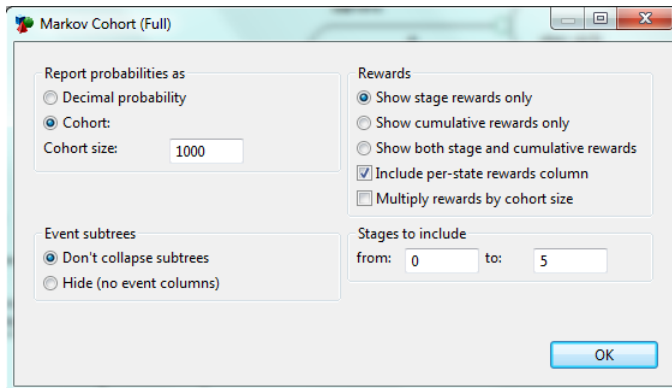 Markov Cohort (Full)
Report probabilities as
Decimal probability
Cohort:
Cohort size: 1000
Rewards
Show stage rewards only
Show cumulative rewards only
Show both stage and cumulative rewards
Include per-state rewards column
Multiply rewards by cohort size
Event subtrees
Don't collapse subtrees
Hide (no event columns)
Stages to include
from: 0 to: 5
OK